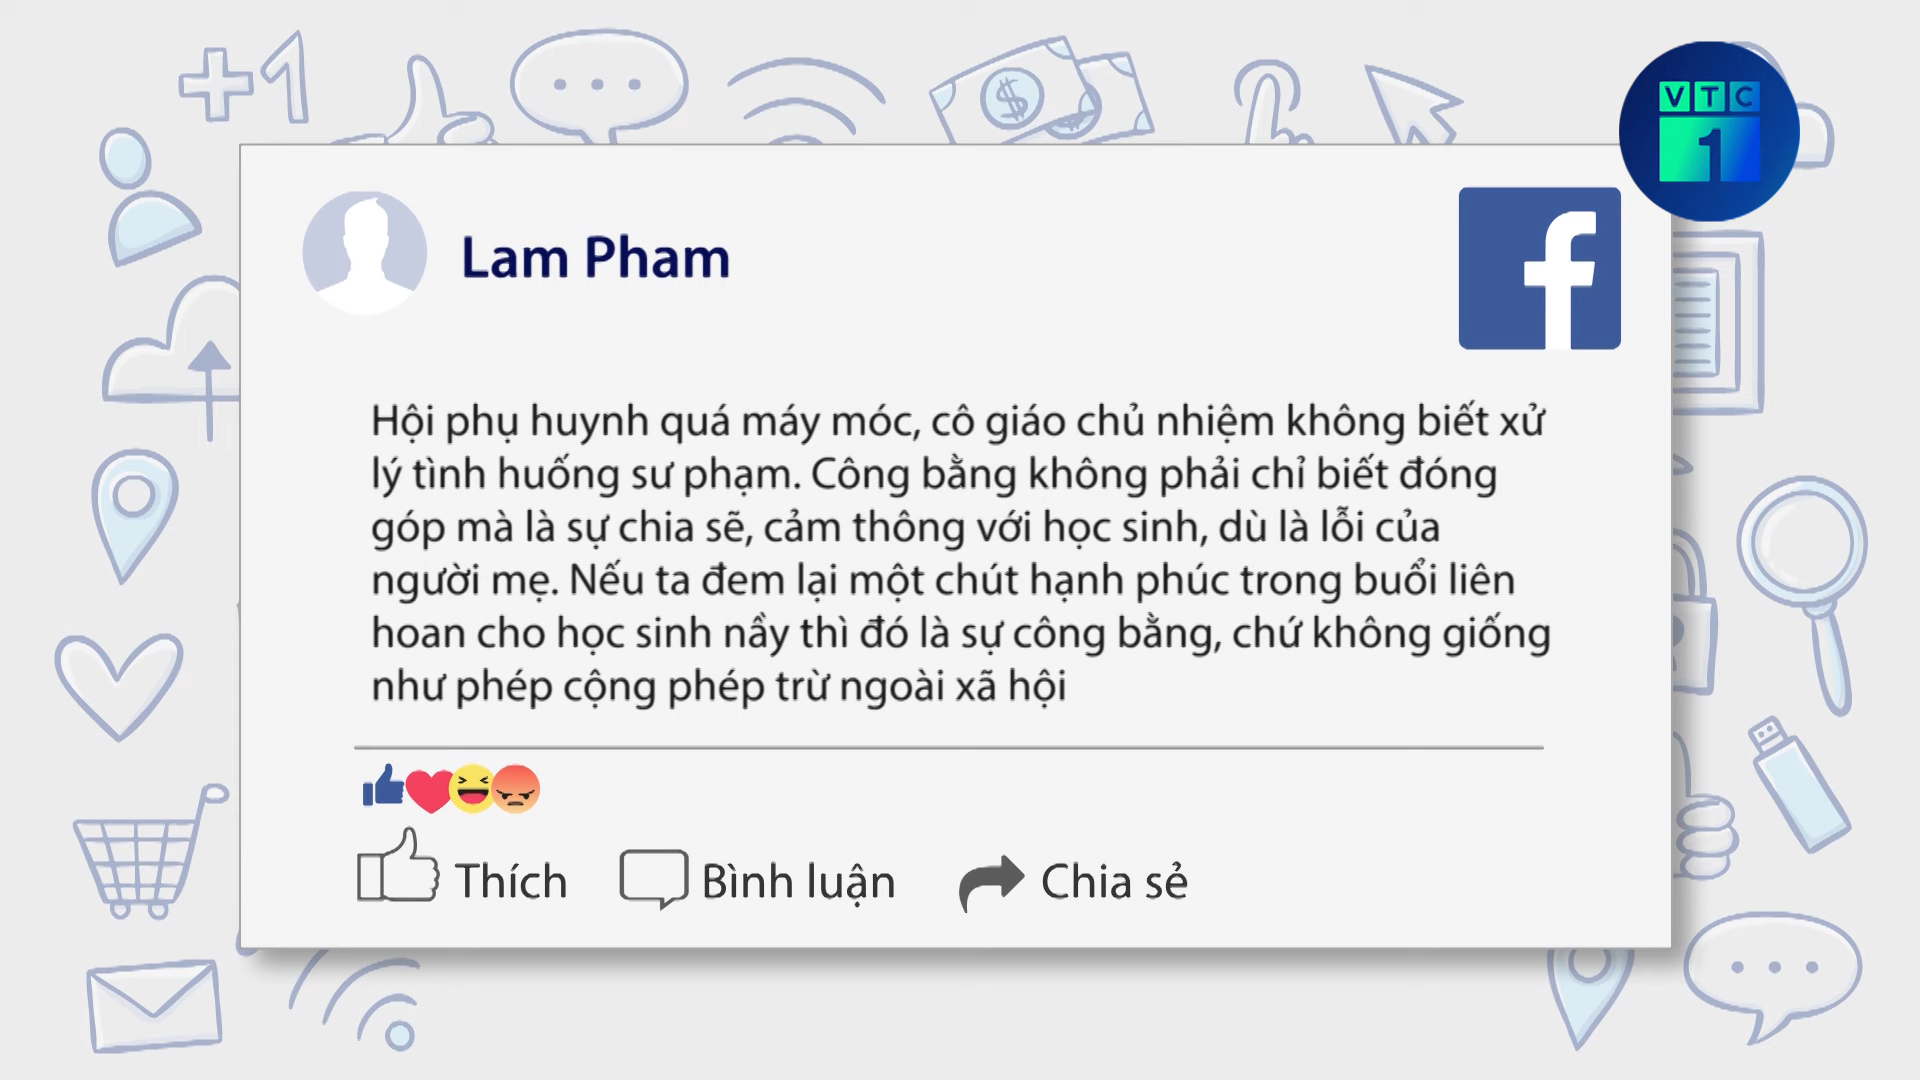 +1
VTC
1
Lam Pham
f
Hội phụ huynh quá máy móc, cô giáo chủ nhiệm không biết xử
lý tình huống sư phạm. Công bằng không phải chỉ biết đóng
góp mà là sự chia sẽ, cảm thông với học sinh, dù là lỗi của
người mẹ. Nếu ta đem lại một chút hạnh phúc trong buổi liên
hoan cho học sinh nầy thì đó là sự công bằng, chứ không giống
như phép cộng phép trừ ngoài xã hội
Thích Bình luận Chia sẻ